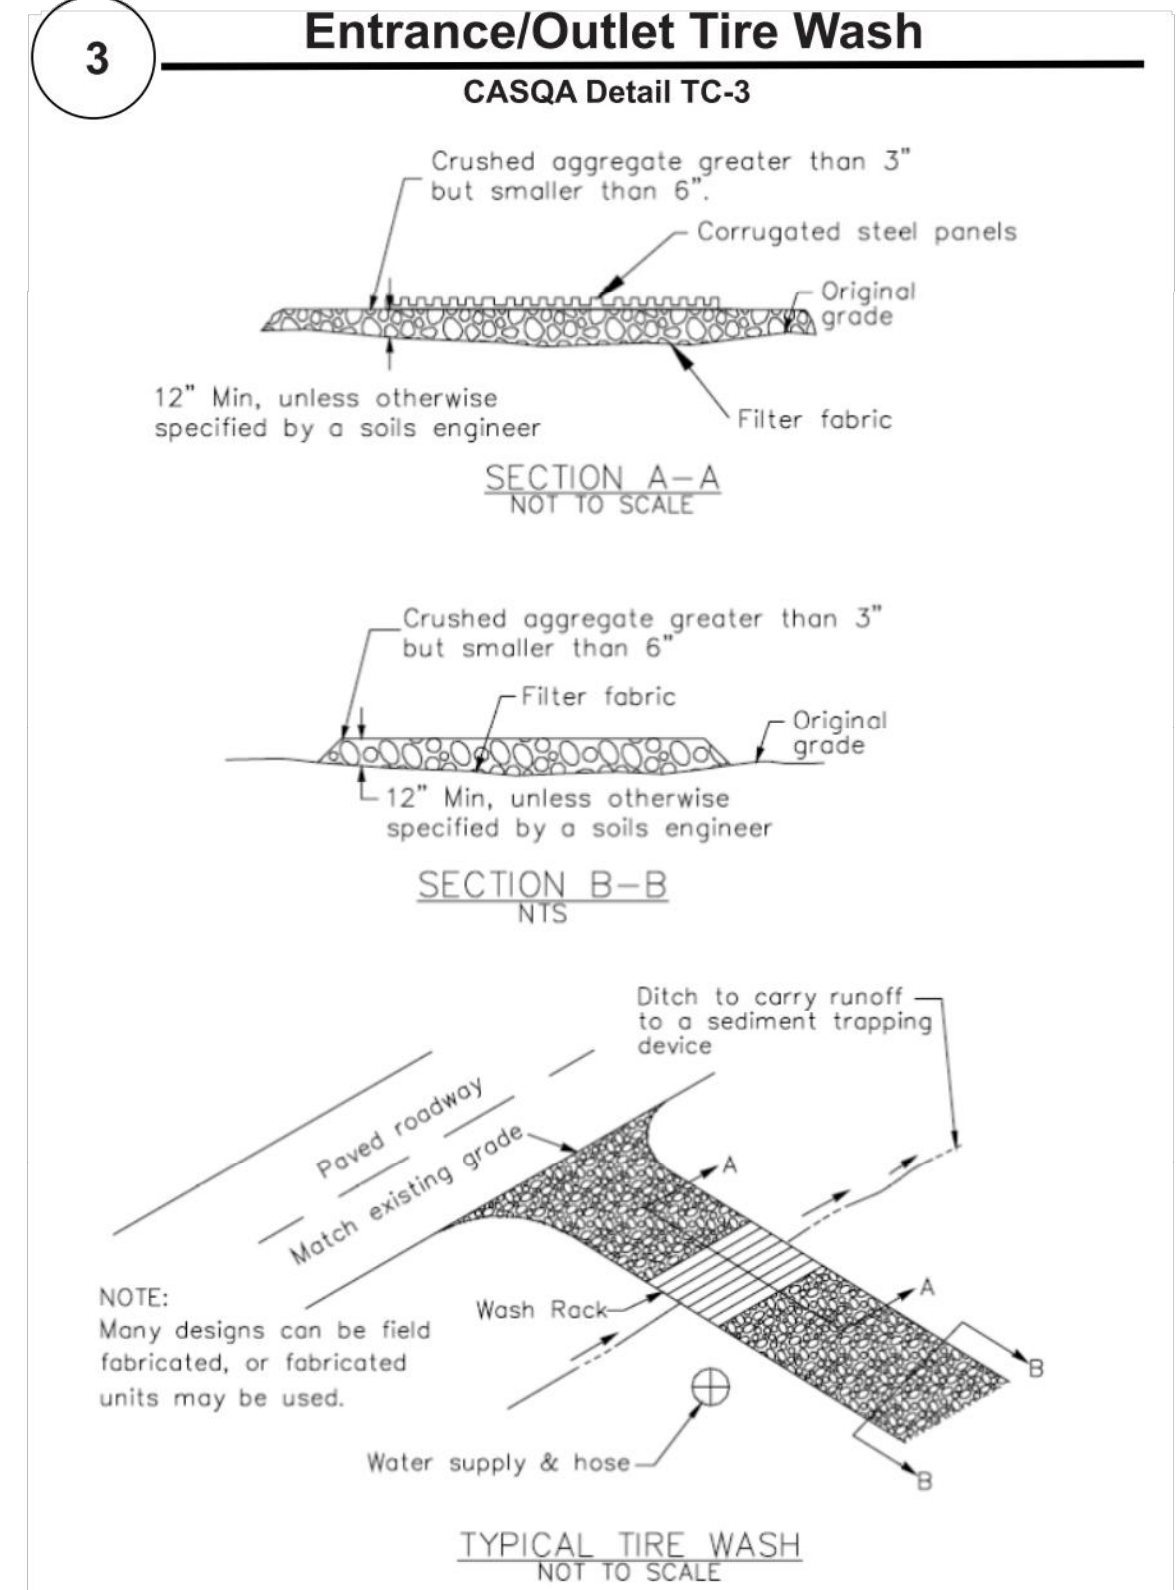 3
Entrance/Outlet Tire Wash
CASQA Detail TC-3
Crushed aggregate greater than 3"
but smaller than 6".
Corrugated steel panels
Original
grade
12" Min, unless otherwise
specified by a soils engineer
Filter fabric
SECTION A-A
NOT TO SCALE
Crushed aggregate greater than 3"
but smaller than 6"
Filter fabric
Original
grade
12" Min, unless otherwise
specified by a soils engineer
SECTION B-B
NTS
Ditch to carry runoff
to a sediment trapping
device
Paved roadway
Match existing grade
A
A
NOTE:
Many designs can be field
fabricated, or fabricated
units may be used.
Wash Rack
B
B
Water supply & hose
TYPICAL TIRE WASH
NOT TO SCALE